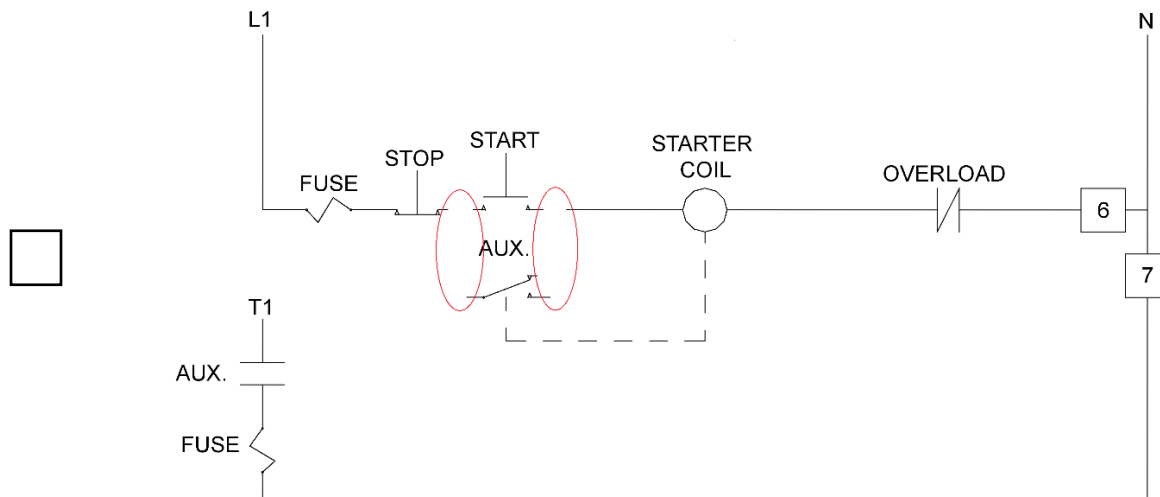 L1
N
START
STOP
STARTER
COIL
FUSE
OVERLOAD
6
AUX.
7
T1
AUX.
FUSE